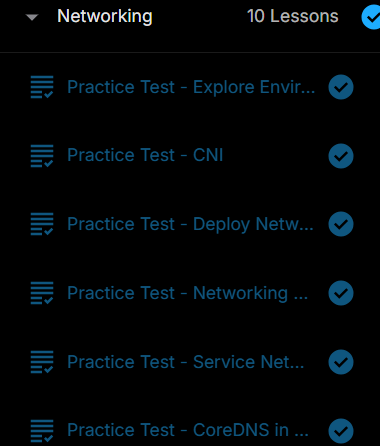 Networking 10 Lessons
Practice Test - Explore Envir...
Practice Test - CNI
Practice Test - Deploy Netw...
Practice Test - Networking ...
Practice Test - Service Net...
Practice Test - CoreDNS in ...